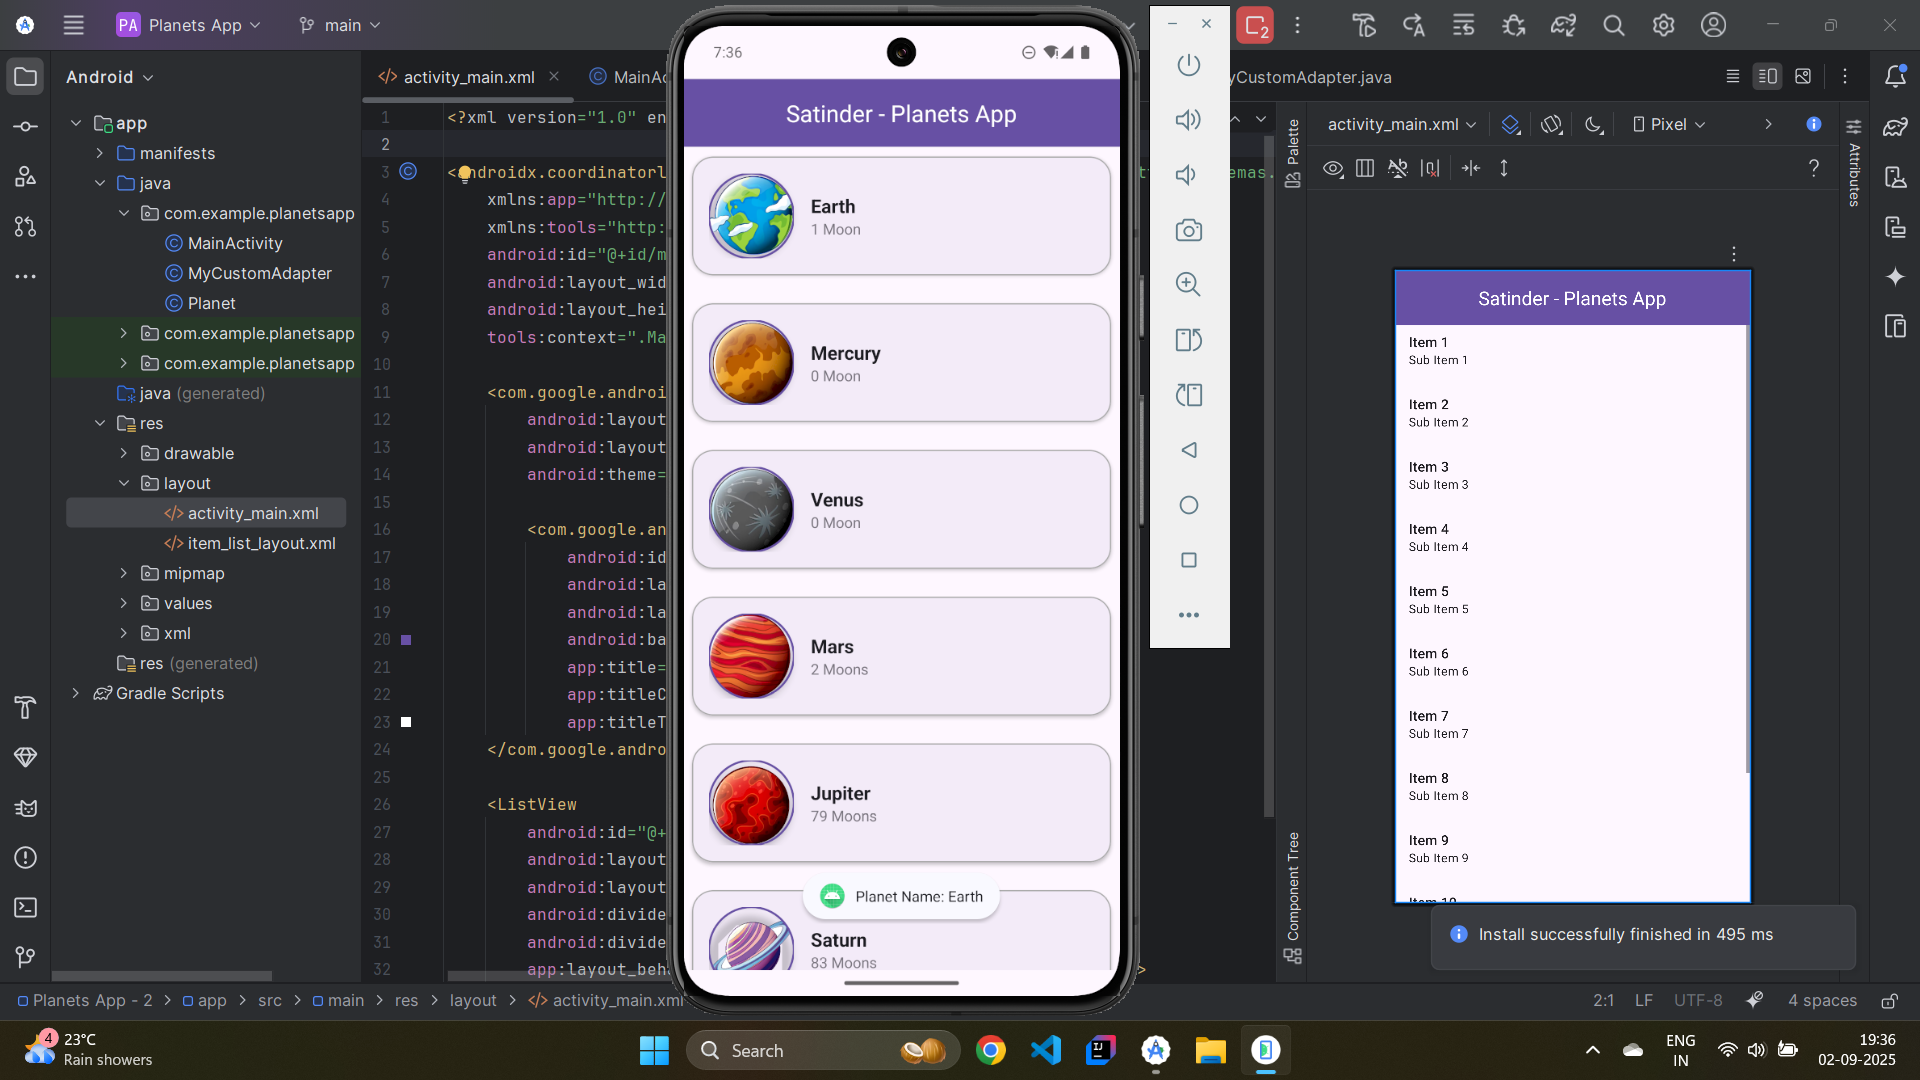 PA Planets App
main
2
Android
activity_main.xml
MainAc
yCustomAdapter.java
app
manifests
java
com.example.planetsapp
MainActivity
MyCustomAdapter
Planet
com.example.planetsapp
com.example.planetsapp
java (generated)
res
drawable
layout
activity_main.xml
item_list_layout.xml
mipmap
values
xml
res (generated)
Gradle Scripts
1 <?xml version="1.0" en
2
3
4 xmlns:app="http://
5 xmlns:tools="http:
6 android:id="@+id/m
7 android:layout_wid
8 android:layout_hei
9 tools:context=".Ma
10
11 <com.google.androi
12 android:layout
13 android:layout
14 android:theme=
15
16 <com.google.an
17 android:id
18 android:la
19 android:la
20 android:ba
21 app:title=
22 app:titleC
23 app:titleT
24 </com.google.andro
25
26 <ListView
27 android:id="@+
28 android:layout
29 android:layout
30 android:divide
31 android:divide
32 app:layout_beh
7:36
Satinder - Planets App
Earth
1 Moon
Mercury
0 Moon
Venus
0 Moon
Mars
2 Moons
Jupiter
79 Moons
Planet Name: Earth
Saturn
83 Moons
Palette
Component Tree
activity_main.xml
Pixel
Attributes
Satinder - Planets App
Item 1
Sub Item 1
Item 2
Sub Item 2
Item 3
Sub Item 3
Item 4
Sub Item 4
Item 5
Sub Item 5
Item 6
Sub Item 6
Item 7
Sub Item 7
Item 8
Sub Item 8
Item 9
Sub Item 9
Install successfully finished in 495 ms
Planets App - 2 > app > src > main > res > layout > activity_main.xml
2:1 LF UTF-8 4 spaces
4
23°C
Rain showers
Search
ENG
IN
19:36
02-09-2025